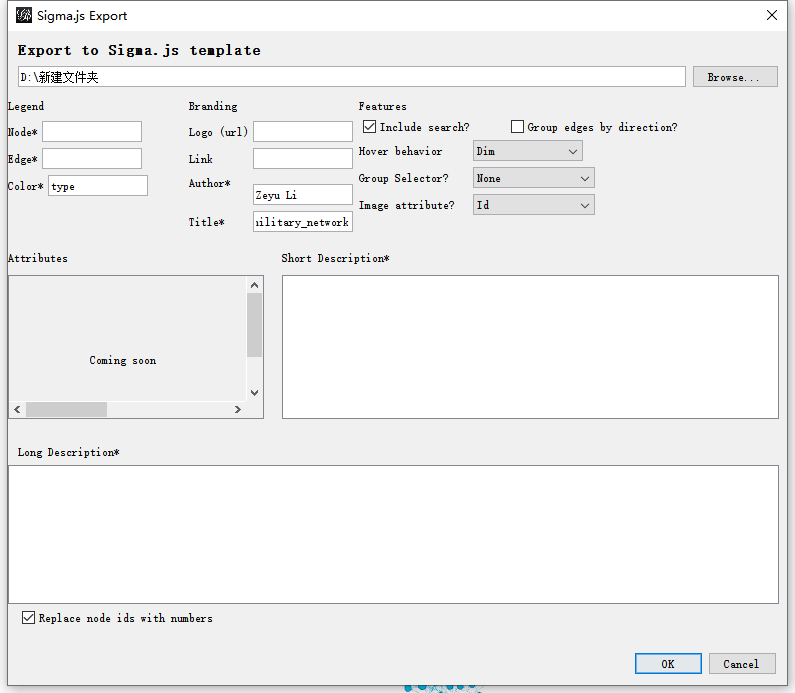 Sigma.js Export
Export to Sigma.js template
D:\新建文件夹
Browse...
Legend
Node*
Edge*
Color* type
Branding
Logo (url)
Link
Author* Zeyu Li
Title* military_network
Features
Include search?
Group edges by direction?
Hover behavior Dim
Group Selector? None
Image attribute? Id
Attributes
Coming soon
Short Description*
Long Description*
Replace node ids with numbers
OK
Cancel